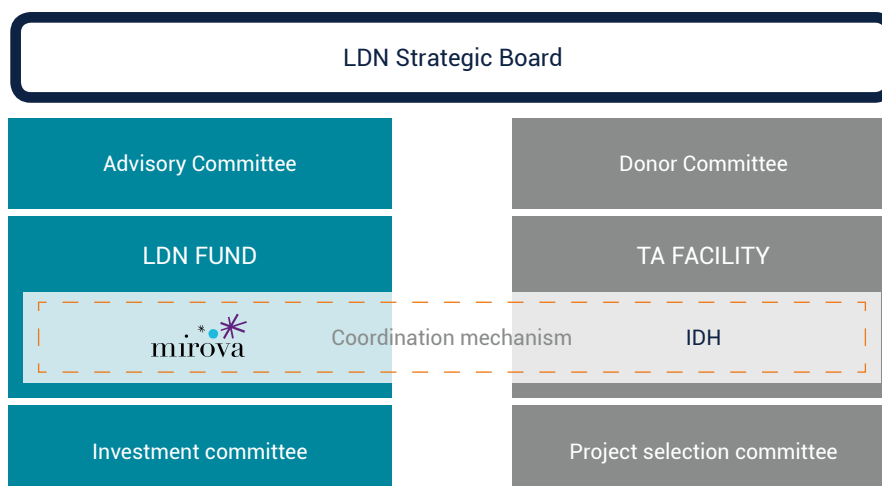 LDN Strategic Board
Advisory Committee
Donor Committee
LDN FUND
TA FACILITY
mirova
Coordination mechanism
IDH
Investment committee
Project selection committee